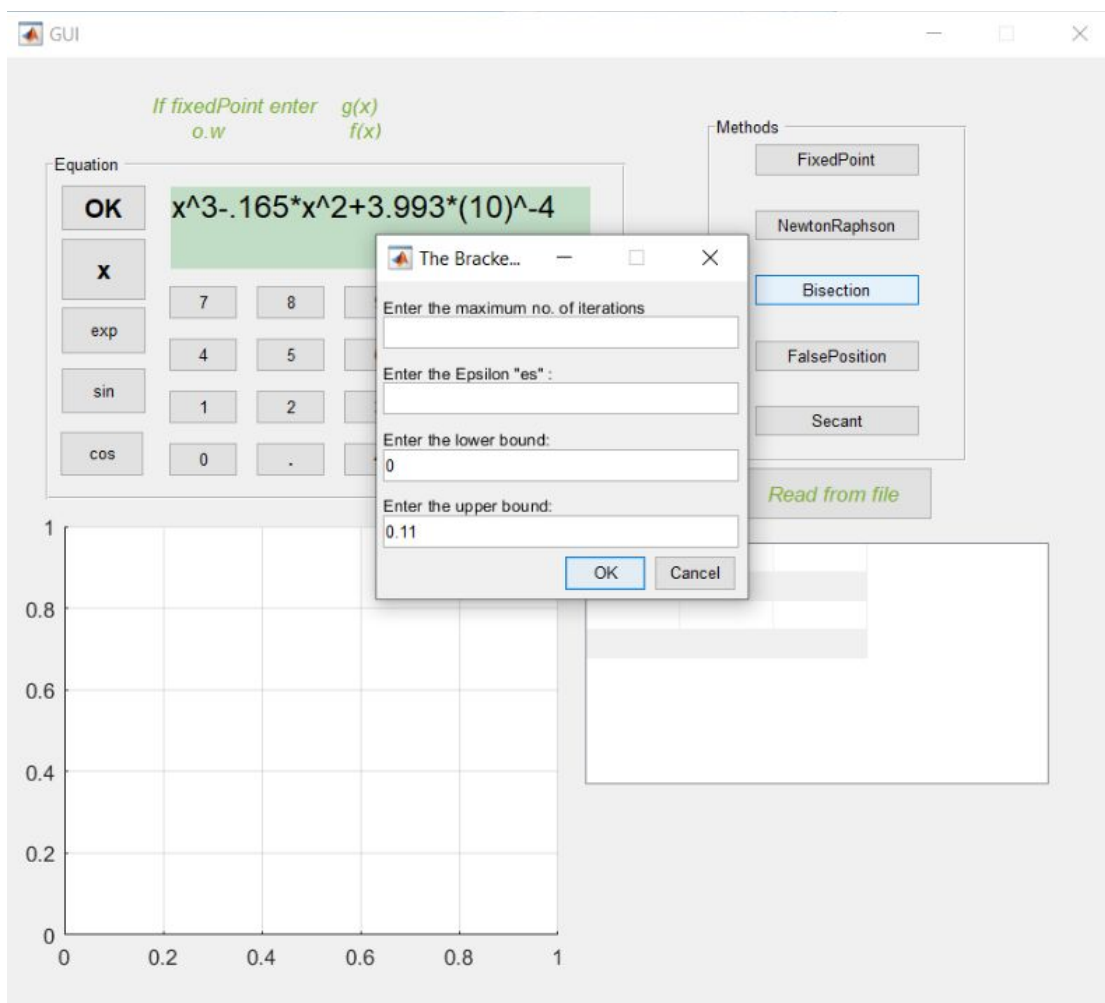 GUI
If fixedPoint enter g(x)
o.w f(x)
Equation
OK
x^3-.165*x^2+3.993*(10)^-4
x
exp
sin
cos
7 8
4 5
1 2
0 .
Methods
FixedPoint
NewtonRaphson
Bisection
FalsePosition
Secant
Read from file
The Bracke...
Enter the maximum no. of iterations
Enter the Epsilon "es" :
Enter the lower bound:
0
Enter the upper bound:
0.11
OK Cancel
1
0.8
0.6
0.4
0.2
0
0 0.2 0.4 0.6 0.8 1